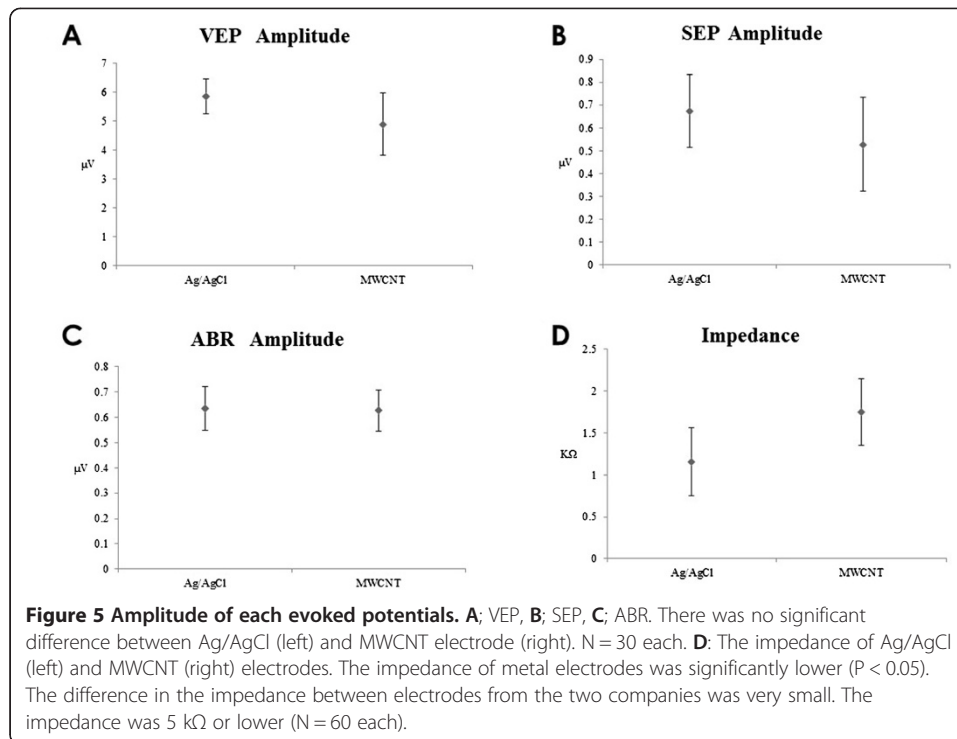 A
VEP Amplitude
7
6
5
4
3
2
1
0
μV
Ag/AgCl MWCNT
B
SEP Amplitude
0.9
0.8
0.7
0.6
0.5
0.4
0.3
0.2
0.1
0
μV
Ag/AgCl MWCNT
C
ABR Amplitude
0.8
0.7
0.6
0.5
0.4
0.3
0.2
0.1
0
μV
Ag/AgCl MWCNT
D
Impedance
2.5
2
1.5
1
0.5
0
KΩ
Ag/AgCl MWCNT
Figure 5 Amplitude of each evoked potentials. A; VEP, B; SEP, C; ABR. There was no significant
difference between Ag/AgCl (left) and MWCNT electrode (right). N = 30 each. D: The impedance of Ag/AgCl
(left) and MWCNT (right) electrodes. The impedance of metal electrodes was significantly lower (P < 0.05).
The difference in the impedance between electrodes from the two companies was very small. The
impedance was 5 kΩ or lower (N = 60 each).